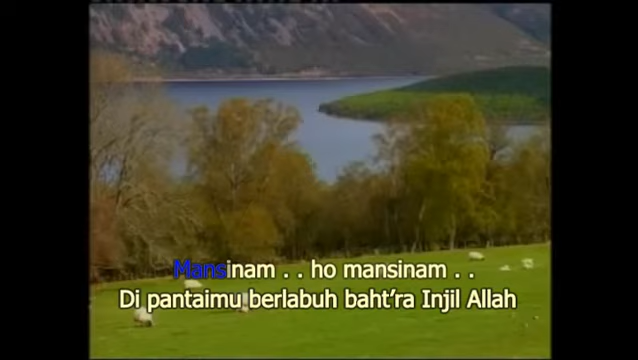 Mansinam . . ho mansinam . .
Di pantaimu berlabuh baht'ra Injil Allah